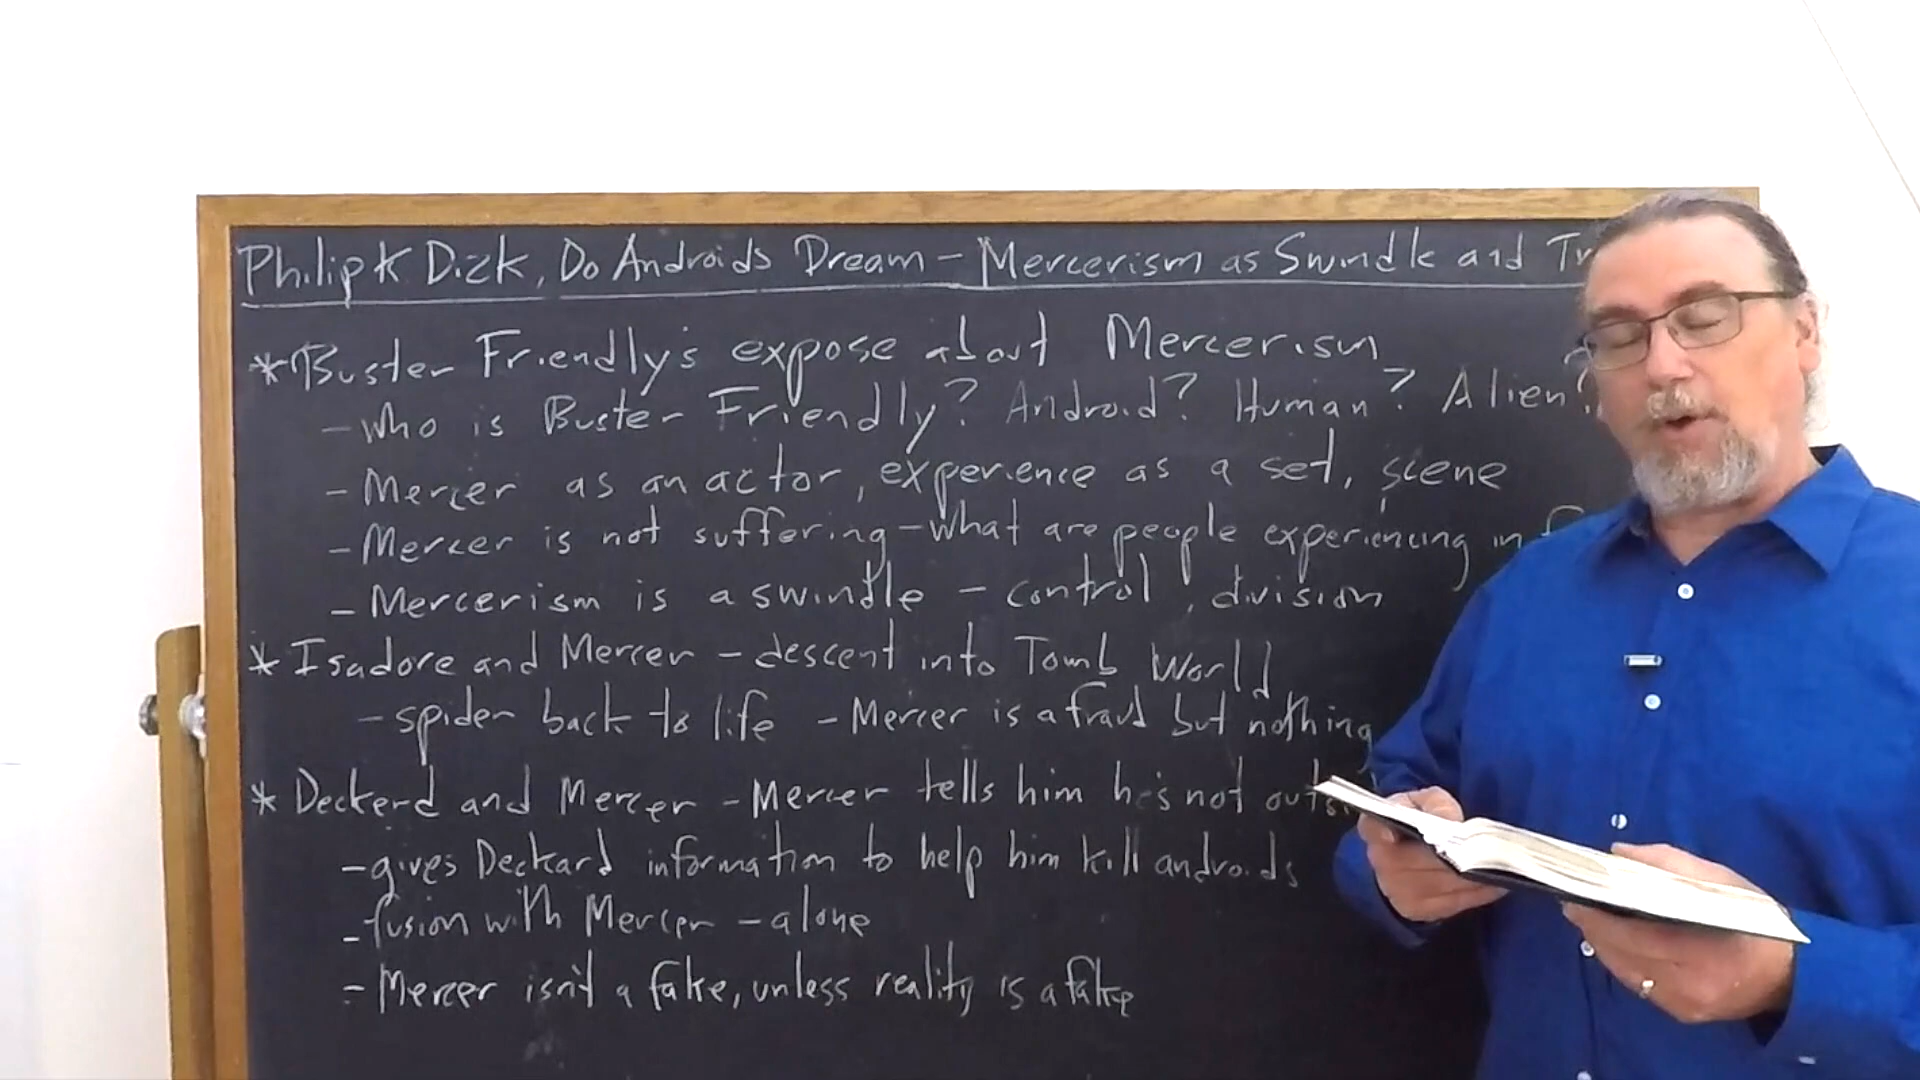 Philip K Dick, Do Androids Dream - Mercerism as Swindle and
* Buster Friendly's expose about Mercerism
- who is Buster Friendly? Android? Human? Alien?
- Mercer as an actor, experience as a set, scene
- Mercer is not suffering - what are people experiencing in
- Mercerism is a swindle - control, division
* Isadore and Mercer - descent into Tomb World
- spider back to life - Mercer is a fraud but nothing
* Deckerd and Mercer - Mercer tells him he's not
- gives Deckard information to help him kill androids
- fusion with Mercer - alone
- Mercer isn't a fake, unless reality is a fake